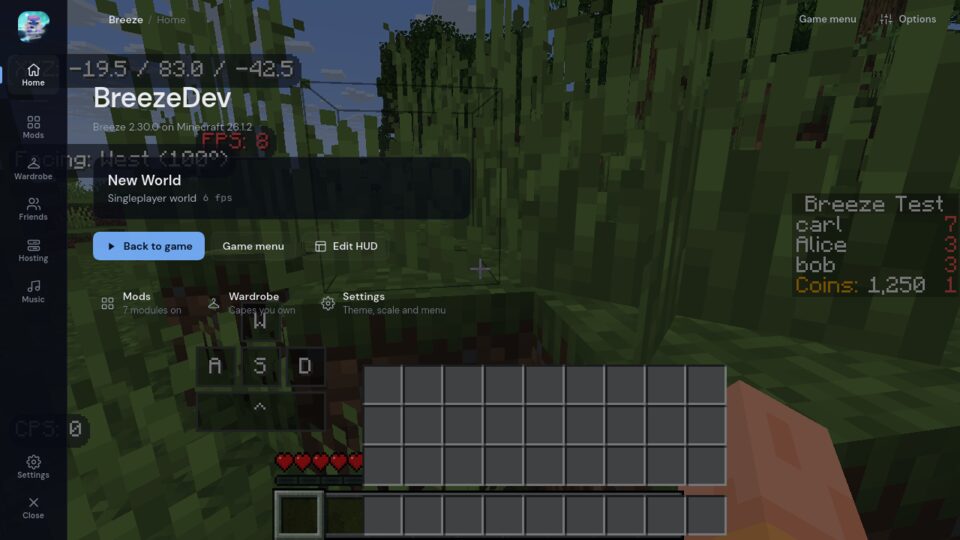 Breeze / Home
Game menu
Options
-19.5 / 83.0 / -42.5
Home
BreezeDev
Breeze 2.30.0 on Minecraft 26.1.2
FPS: 8
Mods
Facing: West (100°)
Wardrobe
New World
Singleplayer world 6 fps
Friends
Breeze Test
carl 7
Alice 3
bob 3
Coins: 1,250 1
Hosting
Back to game
Game menu
Edit HUD
Music
Mods
7 modules on
Wardrobe
Capes you own
Settings
Theme, scale and menu
W
A
S
D
^
CPS: 0
Settings
Close